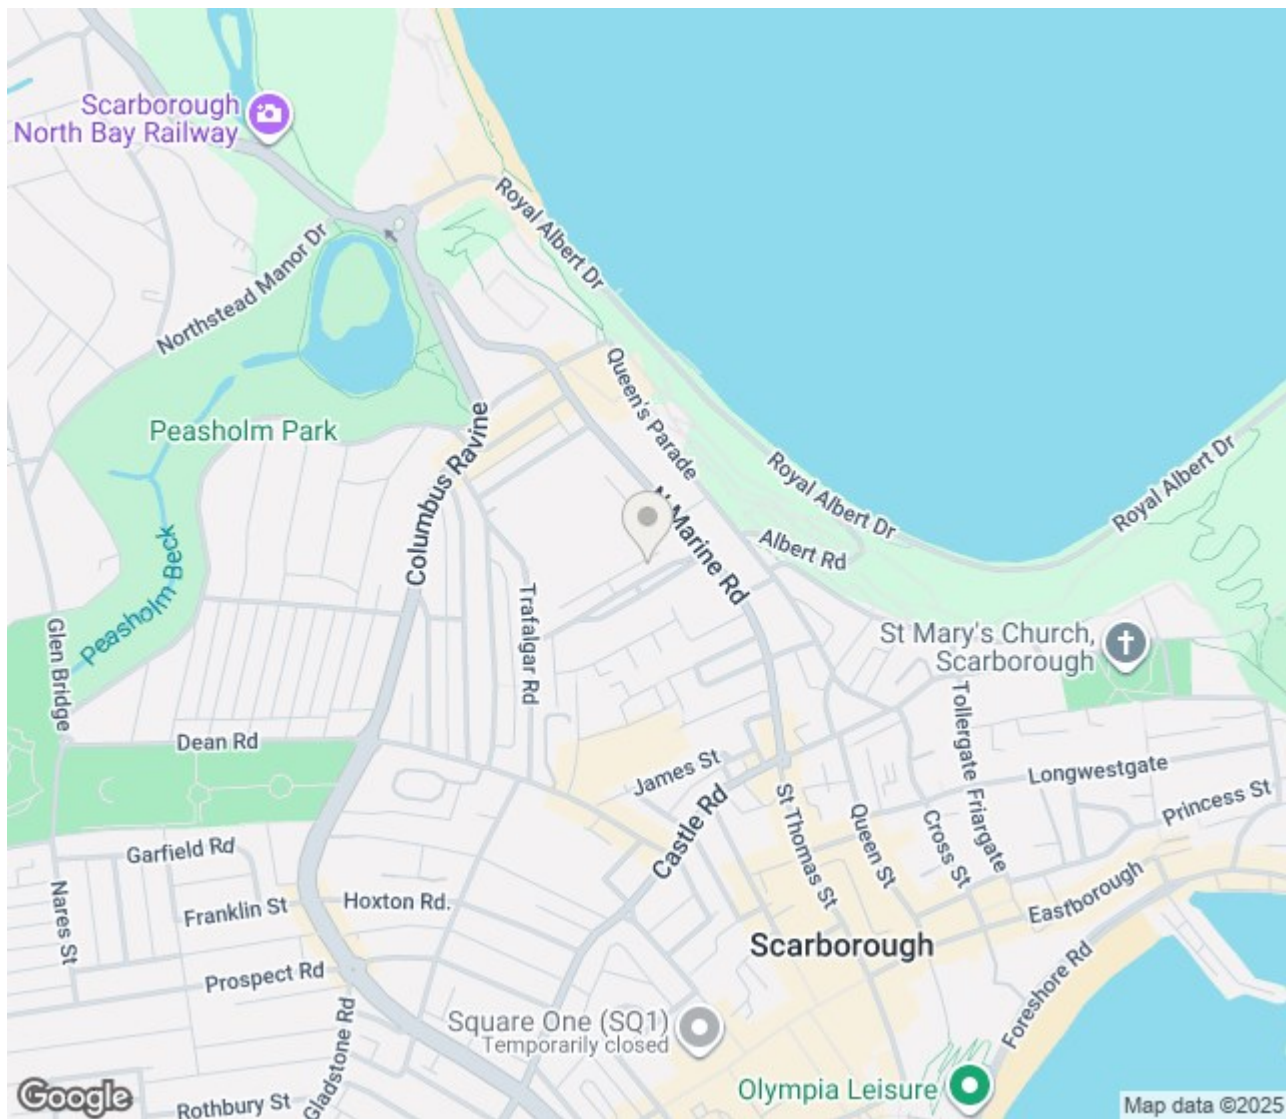 Scarborough
North Bay Railway
Royal Albert Dr
Northstead Manor Dr
Queen's Parade
Peasholm Park
Columbus Ravine
Royal Albert Dr
Royal Albert Dr
N Marine Rd
Albert Rd
Peasholm Beck
Trafalgar Rd
Glen Bridge
St Mary's Church,
Scarborough
Tollergate
Friargate
Dean Rd
James St
Longwestgate
Princess St
Castle Rd
St Thomas St
Queen St
Cross St
Garfield Rd
Nares St
Franklin St
Hoxton Rd.
Eastborough
Scarborough
Prospect Rd
Foreshore Rd
Gladstone Rd
Square One (SQ1)
Temporarily closed
Olympia Leisure
Rothbury St
Google
Map data ©2025